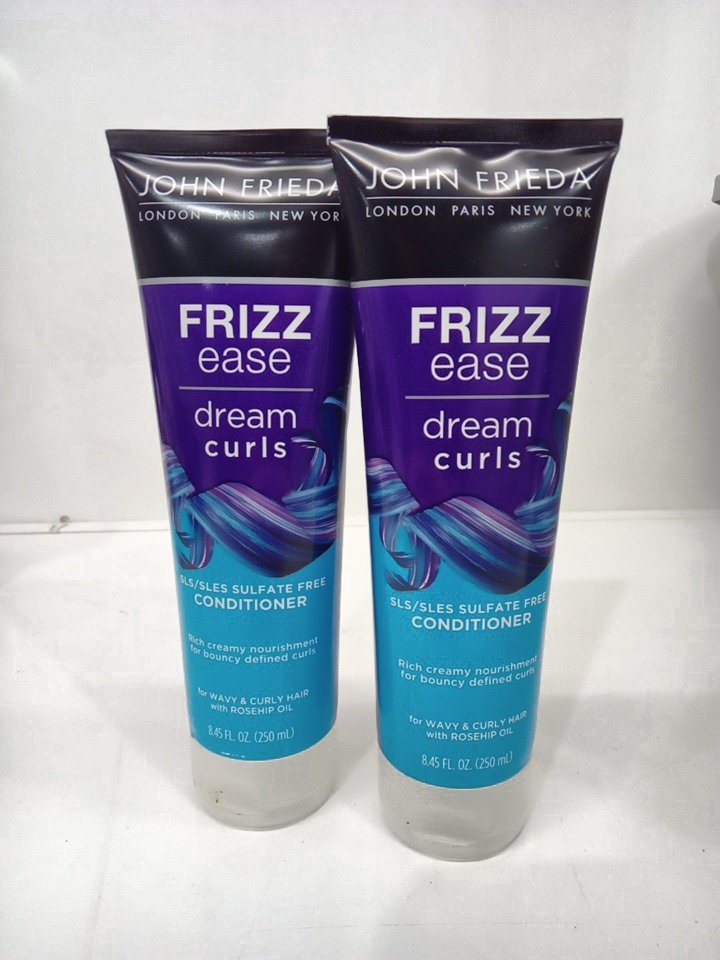 JOHN FRIEDA
LONDON PARIS NEW YOR
FRIZZ
ease
dream
curls
SLS/SLES SULFATE FREE
CONDITIONER
Rich creamy nourishment
for bouncy defined curls
for WAVY & CURLY HAIR
with ROSEHIP OIL
8.45 FL. OZ. (250 mL)
JOHN FRIEDA
LONDON PARIS NEW YORK
FRIZZ
ease
dream
curls
SLS/SLES SULFATE FREE
CONDITIONER
Rich creamy nourishment
for bouncy defined curls
for WAVY & CURLY HAIR
with ROSEHIP OIL
8.45 FL. OZ. (250 mL)